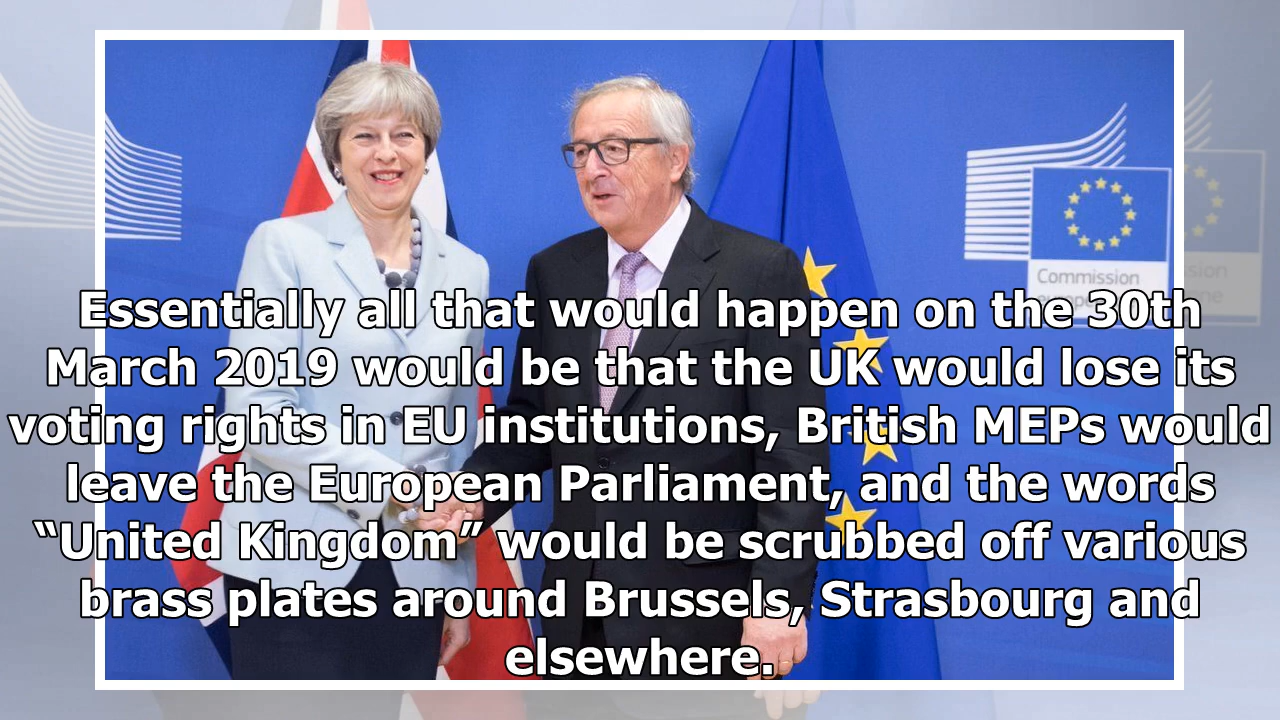 Commission
Essentially all that would happen on the 30th
March 2019 would be that the UK would lose its
voting rights in EU institutions, British MEPs would
leave the European Parliament, and the words
“United Kingdom” would be scrubbed off various
brass plates around Brussels, Strasbourg and
elsewhere.